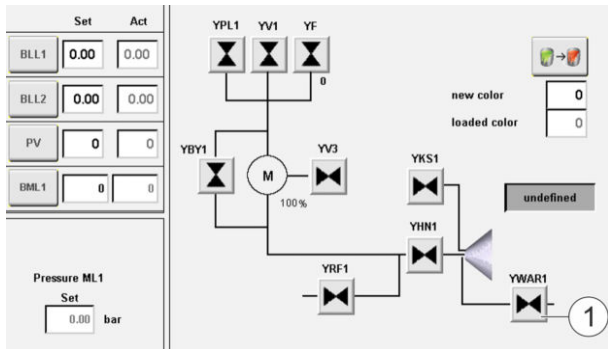 Set Act
BLL1 0.00 0.00
BLL2 0.00 0.00
PV 0 0
BML1 0 0
Pressure ML1
Set
0.00 bar
YPL1 YV1 YF
0
YBY1
M
YV3
100%
YKS1
YHN1
YRF1
YWAR1
1
new color 0
loaded color 0
undefined